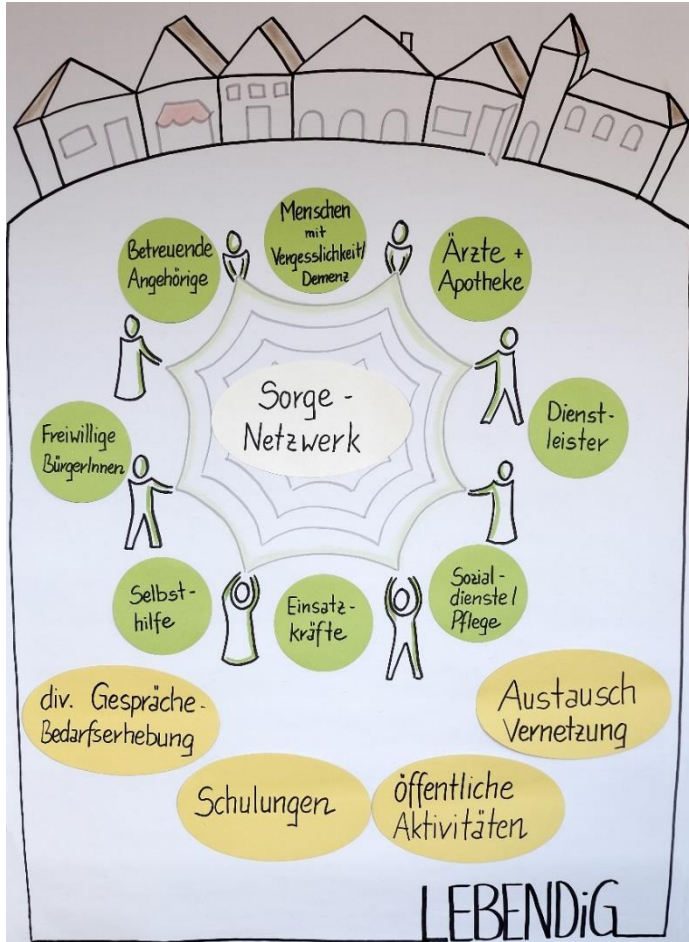 Menschen
mit
Vergesslichkeit/
Demenz
Betreuende
Angehörige
Ärzte +
Apotheke
Sorge-
Netzwerk
Freiwillige
BürgerInnen
Dienst-
leister
Selbst-
hilfe
Einsatz-
kräfte
Sozial-
dienste/
Pflege
div. Gespräche-
Bedarfserhebung
Austausch
Vernetzung
Schulungen
öffentliche
Aktivitäten
LEBENDiG